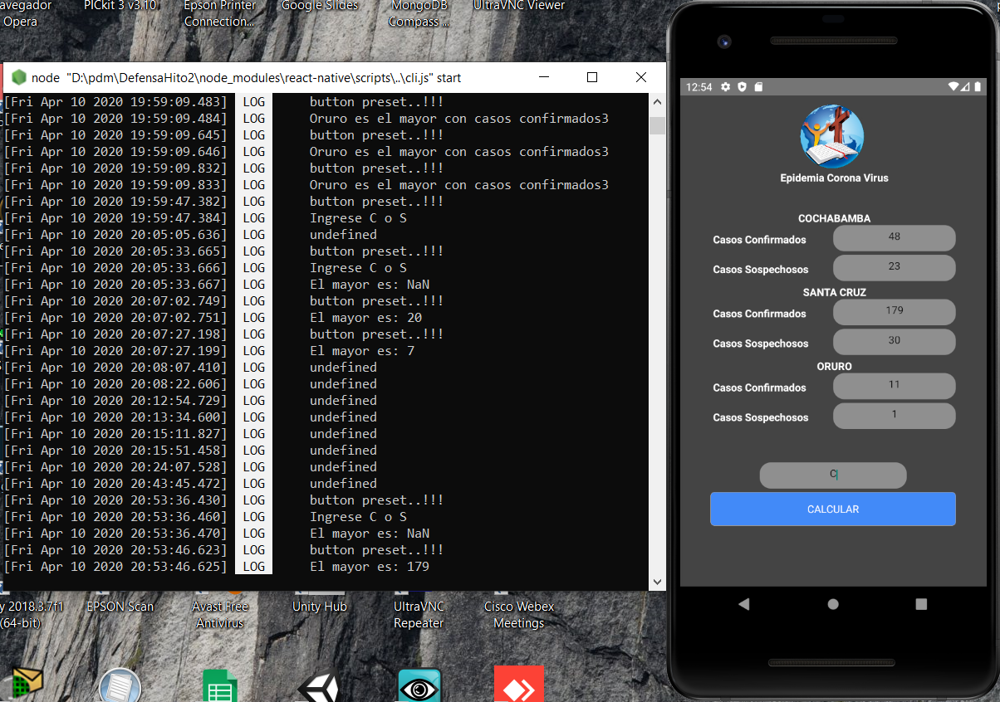 avegador
Opera
PICkit 3 v3.10
Epson Printer
Connection...
Google Slides
MongoDB
Compass ...
UltraVNC Viewer
node "D:\pdm\DefensaHito2\node_modules\react-native\scripts\..\cli.js" start
[Fri Apr 10 2020 19:59:09.483] LOG button preset..!!!
[Fri Apr 10 2020 19:59:09.484] LOG Oruro es el mayor con casos confirmados3
[Fri Apr 10 2020 19:59:09.645] LOG button preset..!!!
[Fri Apr 10 2020 19:59:09.646] LOG Oruro es el mayor con casos confirmados3
[Fri Apr 10 2020 19:59:09.832] LOG button preset..!!!
[Fri Apr 10 2020 19:59:09.833] LOG Oruro es el mayor con casos confirmados3
[Fri Apr 10 2020 19:59:47.382] LOG button preset..!!!
[Fri Apr 10 2020 19:59:47.384] LOG Ingrese C o S
[Fri Apr 10 2020 20:05:05.636] LOG undefined
[Fri Apr 10 2020 20:05:33.665] LOG button preset..!!!
[Fri Apr 10 2020 20:05:33.666] LOG Ingrese C o S
[Fri Apr 10 2020 20:05:33.667] LOG El mayor es: NaN
[Fri Apr 10 2020 20:07:02.749] LOG button preset..!!!
[Fri Apr 10 2020 20:07:02.751] LOG El mayor es: 20
[Fri Apr 10 2020 20:07:27.198] LOG button preset..!!!
[Fri Apr 10 2020 20:07:27.199] LOG El mayor es: 7
[Fri Apr 10 2020 20:08:07.410] LOG undefined
[Fri Apr 10 2020 20:08:22.606] LOG undefined
[Fri Apr 10 2020 20:12:54.729] LOG undefined
[Fri Apr 10 2020 20:13:34.600] LOG undefined
[Fri Apr 10 2020 20:15:11.827] LOG undefined
[Fri Apr 10 2020 20:15:51.458] LOG undefined
[Fri Apr 10 2020 20:24:07.528] LOG undefined
[Fri Apr 10 2020 20:43:45.472] LOG undefined
[Fri Apr 10 2020 20:53:36.430] LOG button preset..!!!
[Fri Apr 10 2020 20:53:36.460] LOG Ingrese C o S
[Fri Apr 10 2020 20:53:36.470] LOG El mayor es: NaN
[Fri Apr 10 2020 20:53:46.623] LOG button preset..!!!
[Fri Apr 10 2020 20:53:46.625] LOG El mayor es: 179
y 2018.3.7f1
(64-bit)
EPSON Scan
Avast Free
Antivirus
Unity Hub
UltraVNC
Repeater
Cisco Webex
Meetings
12:54
Epidemia Corona Virus
COCHABAMBA
Casos Confirmados 48
Casos Sospechosos 23
SANTA CRUZ
Casos Confirmados 179
Casos Sospechosos 30
ORURO
Casos Confirmados 11
Casos Sospechosos 1
C
CALCULAR